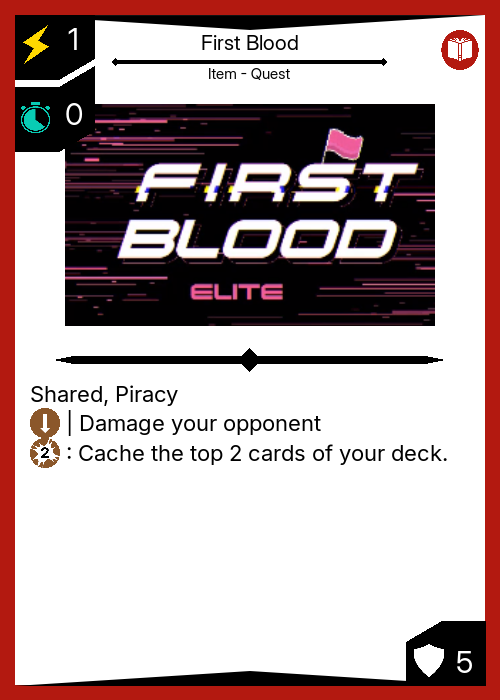 1
First Blood
Item - Quest
0
FIRST
BLOOD
ELITE
Shared, Piracy
| Damage your opponent
2 : Cache the top 2 cards of your deck.
5